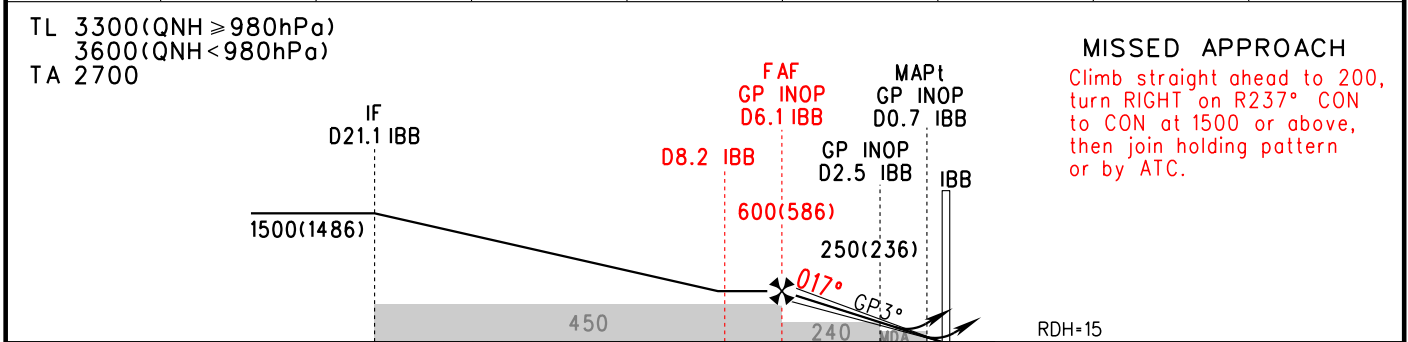 TL 3300(QNH ≥ 980hPa)
3600(QNH < 980hPa)
TA 2700
IF
D21.1 IBB
1500(1486)
D8.2 IBB
FAF
GP INOP
D6.1 IBB
600(586)
MAPt
GP INOP
D0.7 IBB
GP INOP
D2.5 IBB
250(236)
IBB
017°
GP3°
450
240
MDA
RDH=15
MISSED APPROACH
Climb straight ahead to 200,
turn RIGHT on R237° CON
to CON at 1500 or above,
then join holding pattern
or by ATC.